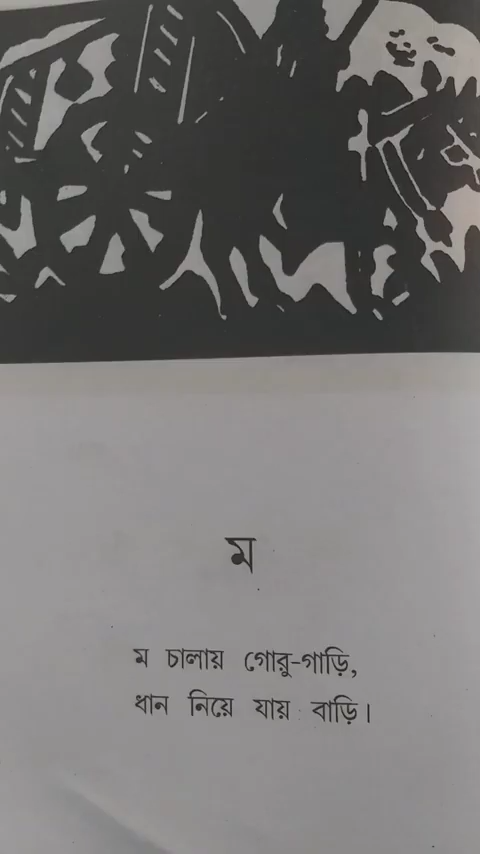 ম
ম চালায় গোরু-গাড়ি,
ধান নিয়ে যায় বাড়ি।